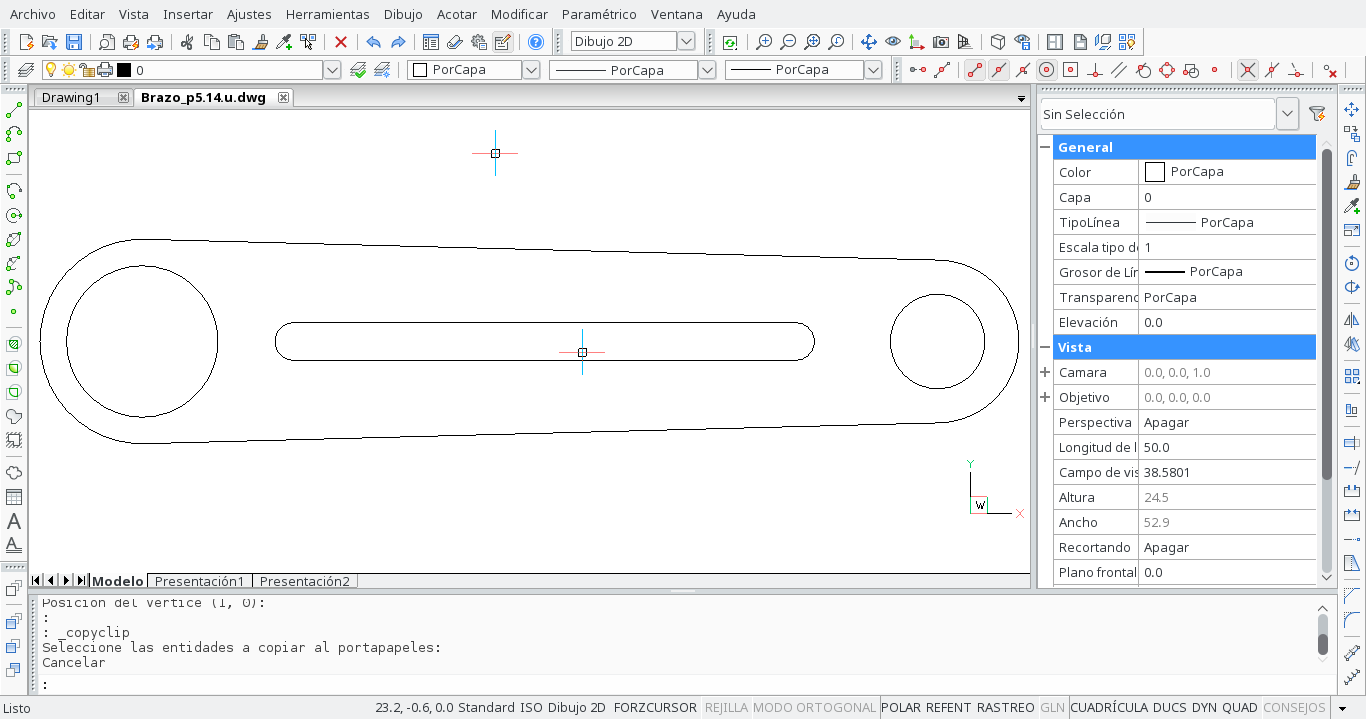 Archivo Editar Vista Insertar Ajustes Herramientas Dibujo Acotar Modificar Paramétrico Ventana Ayuda
Dibujo 2D
0 PorCapa PorCapa PorCapa
Drawing1 Brazo_p5.14.u.dwg
Sin Selección
General
Color PorCapa
Capa 0
TipoLínea PorCapa
Escala tipo de 1
Grosor de Lín PorCapa
Transparenc PorCapa
Elevación 0.0
Vista
Camara 0.0, 0.0, 1.0
Objetivo 0.0, 0.0, 0.0
Perspectiva Apagar
Longitud de l 50.0
Campo de vis 38.5801
Altura 24.5
Ancho 52.9
Recortando Apagar
Plano frontal 0.0
Y
W X
Modelo Presentación1 Presentación2
Posición del vértice (1, 0):
:
: _copyclip
Seleccione las entidades a copiar al portapapeles:
Cancelar
:
Listo 23.2, -0.6, 0.0 Standard ISO Dibujo 2D FORZCURSOR REJILLA MODO ORTOGONAL POLAR REFENT RASTREO GLN CUADRÍCULA DUCS DYN QUAD CONSEJOS